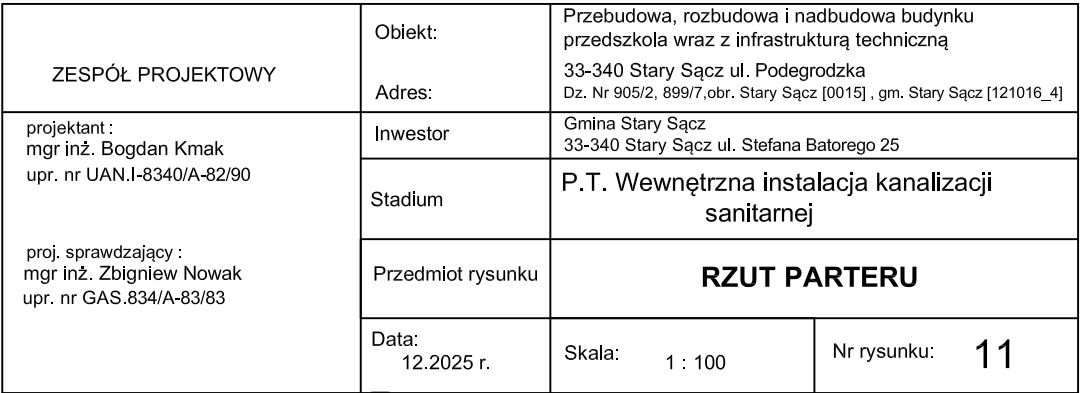 ZESPÓŁ PROJEKTOWY
Obiekt:
Przebudowa, rozbudowa i nadbudowa budynku
przedszkola wraz z infrastrukturą techniczną
Adres:
33-340 Stary Sącz ul. Podegrodzka
Dz. Nr 905/2, 899/7,obr. Stary Sącz [0015] , gm. Stary Sącz [121016_4]
projektant :
mgr inż. Bogdan Kmak
upr. nr UAN.I-8340/A-82/90
Inwestor
Gmina Stary Sącz
33-340 Stary Sącz ul. Stefana Batorego 25
Stadium
P.T. Wewnętrzna instalacja kanalizacji
sanitarnej
proj. sprawdzający :
mgr inż. Zbigniew Nowak
upr. nr GAS.834/A-83/83
Przedmiot rysunku
RZUT PARTERU
Data:
12.2025 r.
Skala: 1 : 100
Nr rysunku: 11